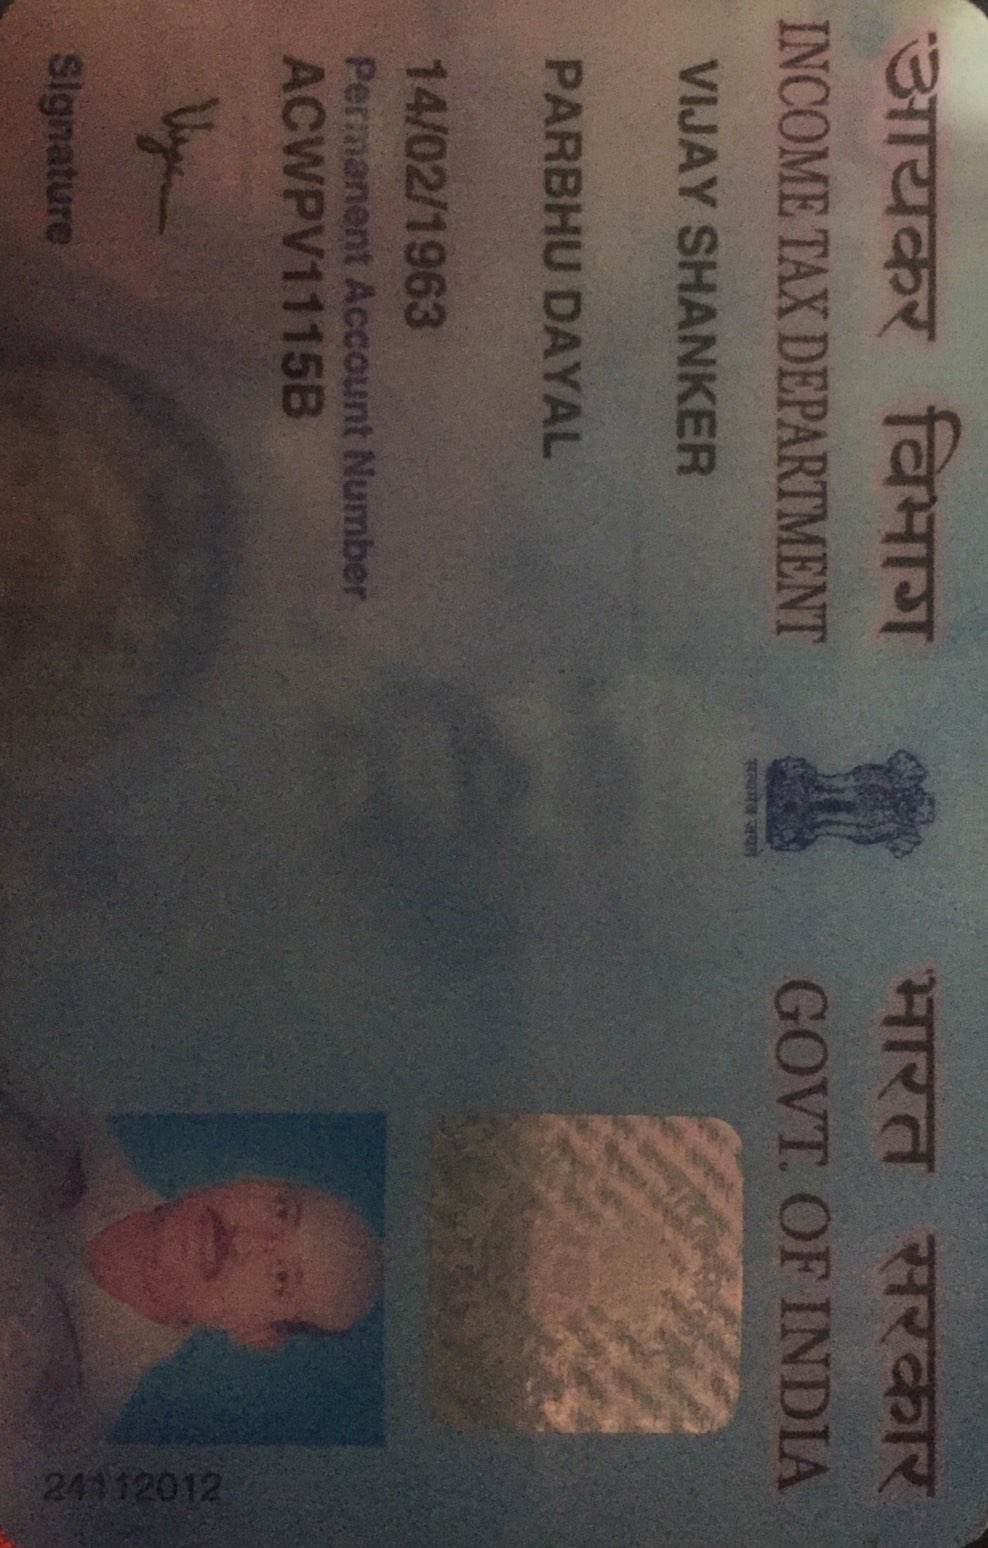 आयकर विभाग
INCOME TAX DEPARTMENT
भारत सरकार
GOVT. OF INDIA
सत्यमेव जयते
VIJAY SHANKER
PARBHU DAYAL
14/02/1963
Permanent Account Number
ACWPV1115B
Signature
24112012